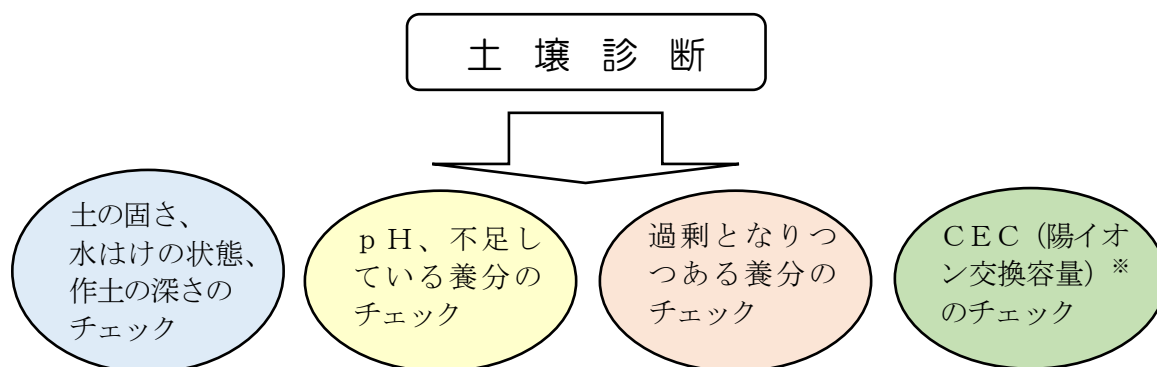 土 壌 診 断
土の固さ、
水はけの状態、
作土の深さの
チェック
ｐＨ、不足し
ている養分の
チェック
過剰となりつ
つある養分の
チェック
ＣＥＣ（陽イオ
ン交換容量）※
のチェック